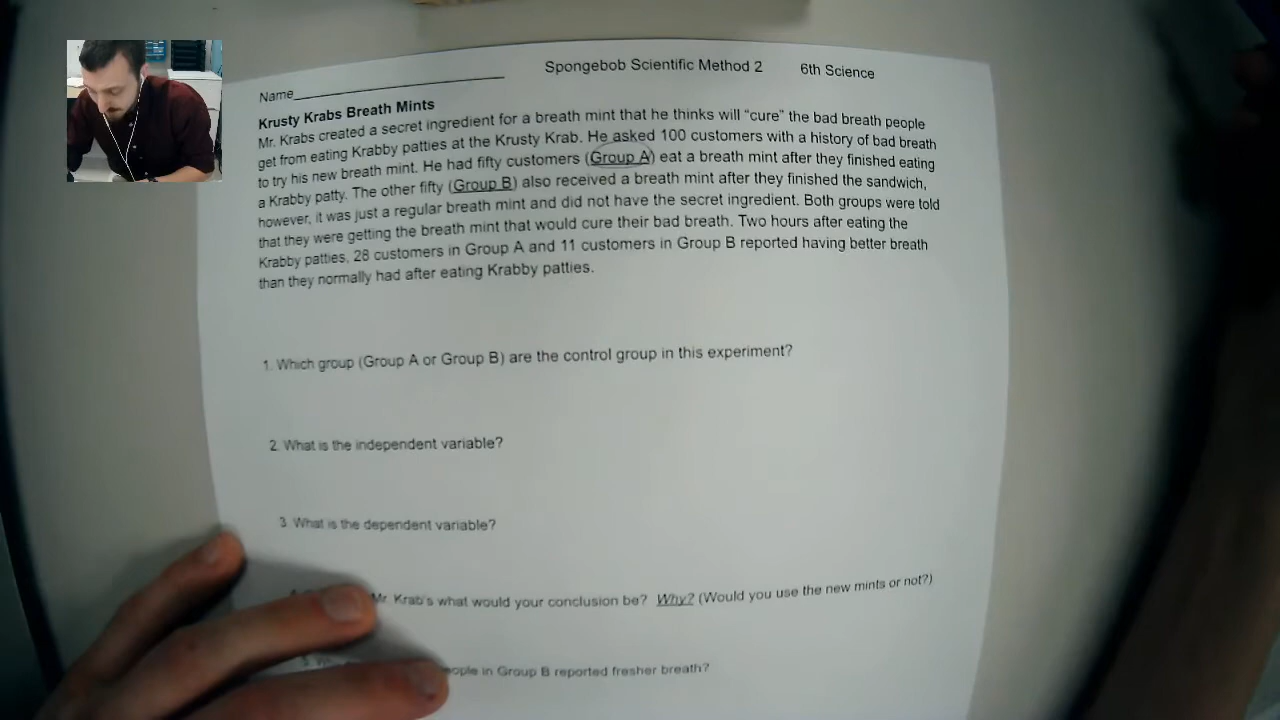 Spongebob Scientific Method 2 6th Science
Name
Krusty Krabs Breath Mints
Mr. Krabs created a secret ingredient for a breath mint that he thinks will “cure” the bad breath people
get from eating Krabby patties at the Krusty Krab. He asked 100 customers with a history of bad breath
to try his new breath mint. He had fifty customers (Group A) eat a breath mint after they finished eating
a Krabby patty. The other fifty (Group B) also received a breath mint after they finished the sandwich,
however, it was just a regular breath mint and did not have the secret ingredient. Both groups were told
that they were getting the breath mint that would cure their bad breath. Two hours after eating the
Krabby patties, 28 customers in Group A and 11 customers in Group B reported having better breath
than they normally had after eating Krabby patties.
1. Which group (Group A or Group B) are the control group in this experiment?
2. What is the independent variable?
3. What is the dependent variable?
Mr. Krab's what would your conclusion be? Why? (Would you use the new mints or not?)
in Group B reported fresher breath?